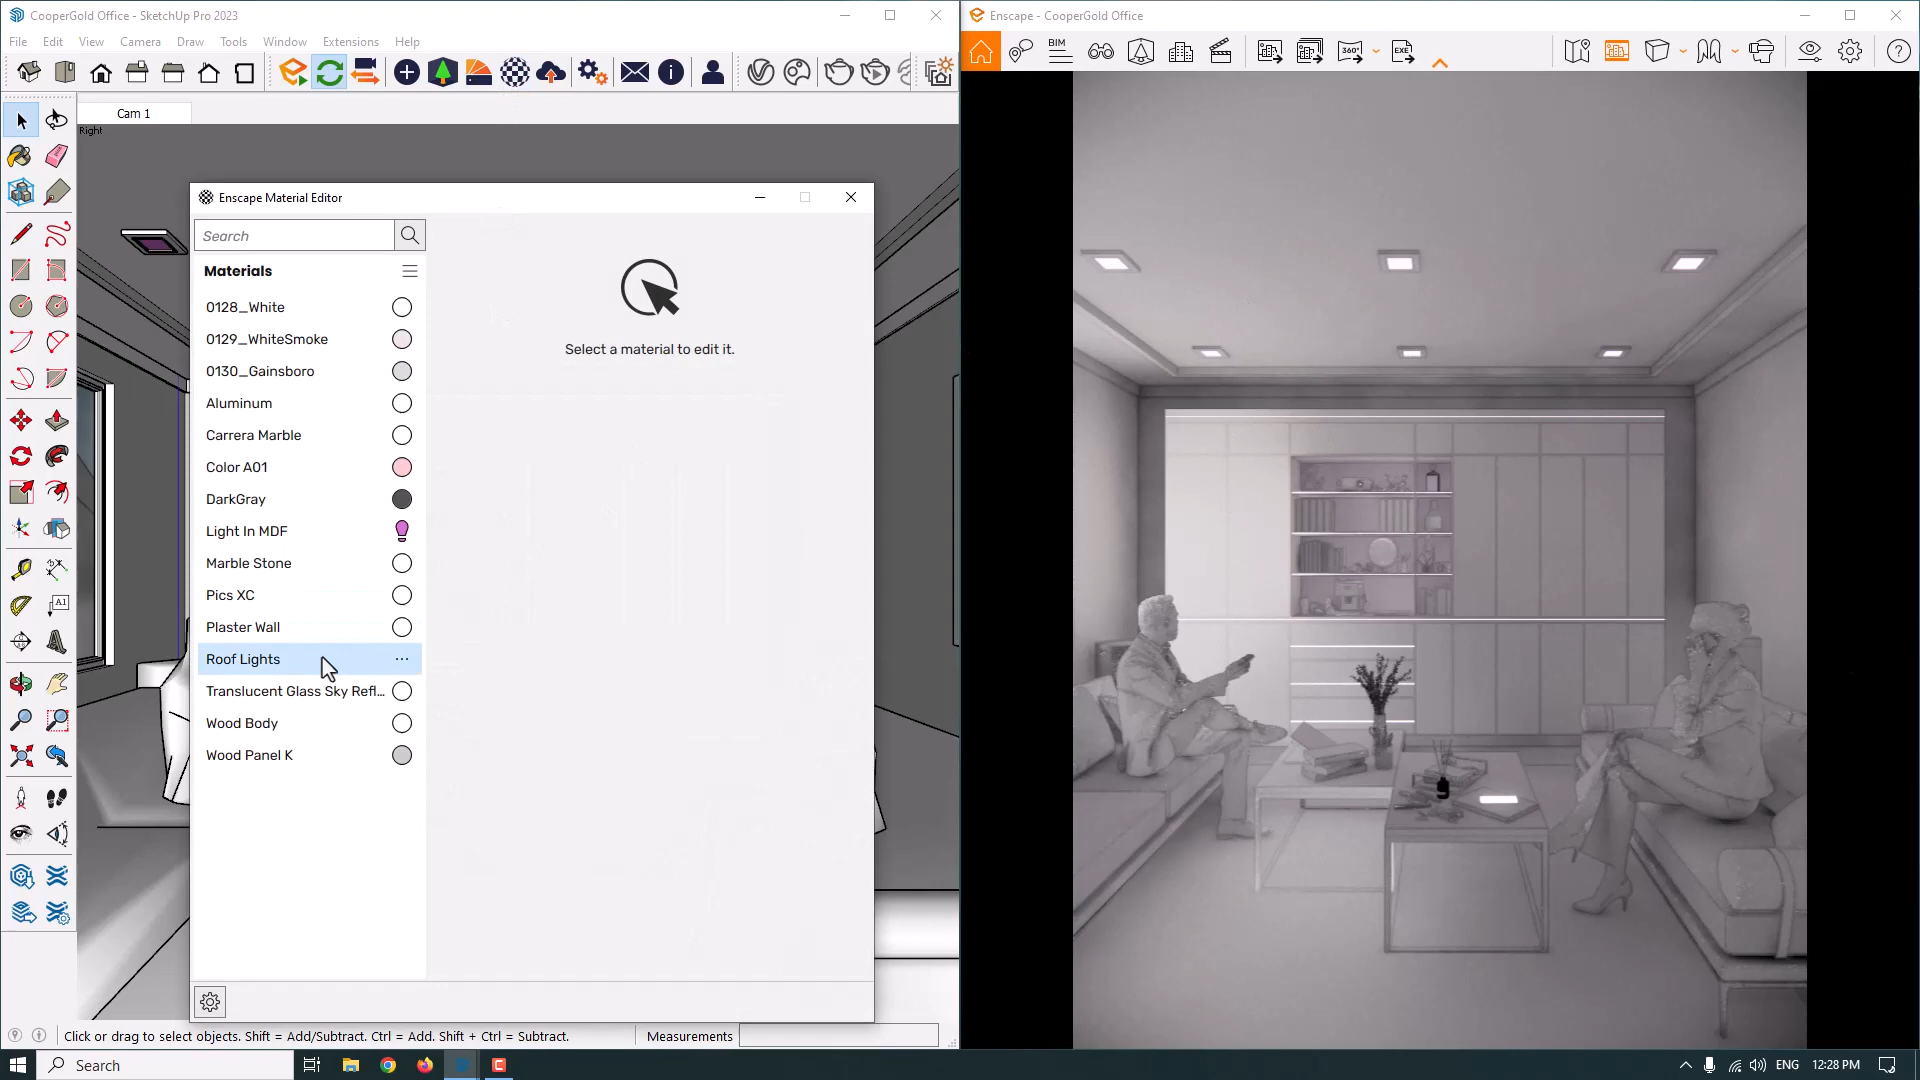 CooperGold Office - SketchUp Pro 2023
File Edit View Camera Draw Tools Window Extensions Help
Cam 1
Right
A1
Enscape Material Editor
Search
Materials
0128_White
0129_WhiteSmoke
0130_Gainsboro
Aluminum
Carrera Marble
Color A01
DarkGray
Light In MDF
Marble Stone
Pics XC
Plaster Wall
Roof Lights
Translucent Glass Sky Refl...
Wood Body
Wood Panel K
Select a material to edit it.
Click or drag to select objects. Shift = Add/Subtract. Ctrl = Add. Shift + Ctrl = Subtract.
Measurements
Enscape - CooperGold Office
BIM
360°
EXE
Search
ENG
12:28 PM